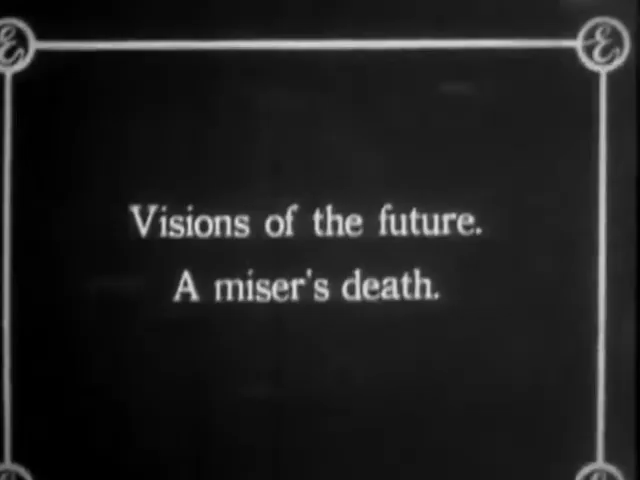 E E
Visions of the future.
A miser's death.
E E